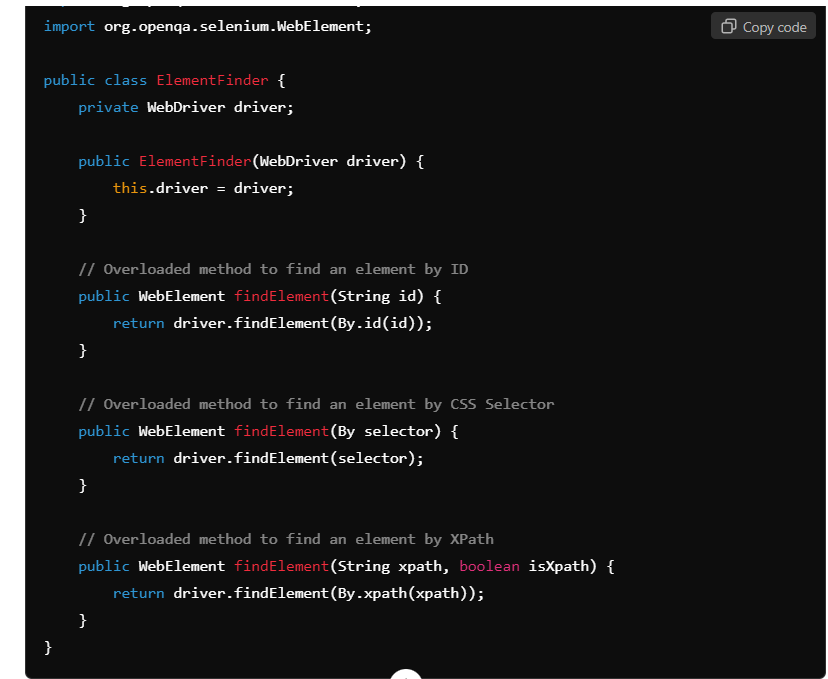 import org.openqa.selenium.WebElement;
Copy code
public class ElementFinder {
    private WebDriver driver;

    public ElementFinder(WebDriver driver) {
        this.driver = driver;
    }

    // Overloaded method to find an element by ID
    public WebElement findElement(String id) {
        return driver.findElement(By.id(id));
    }

    // Overloaded method to find an element by CSS Selector
    public WebElement findElement(By selector) {
        return driver.findElement(selector);
    }

    // Overloaded method to find an element by XPath
    public WebElement findElement(String xpath, boolean isXpath) {
        return driver.findElement(By.xpath(xpath));
    }
}